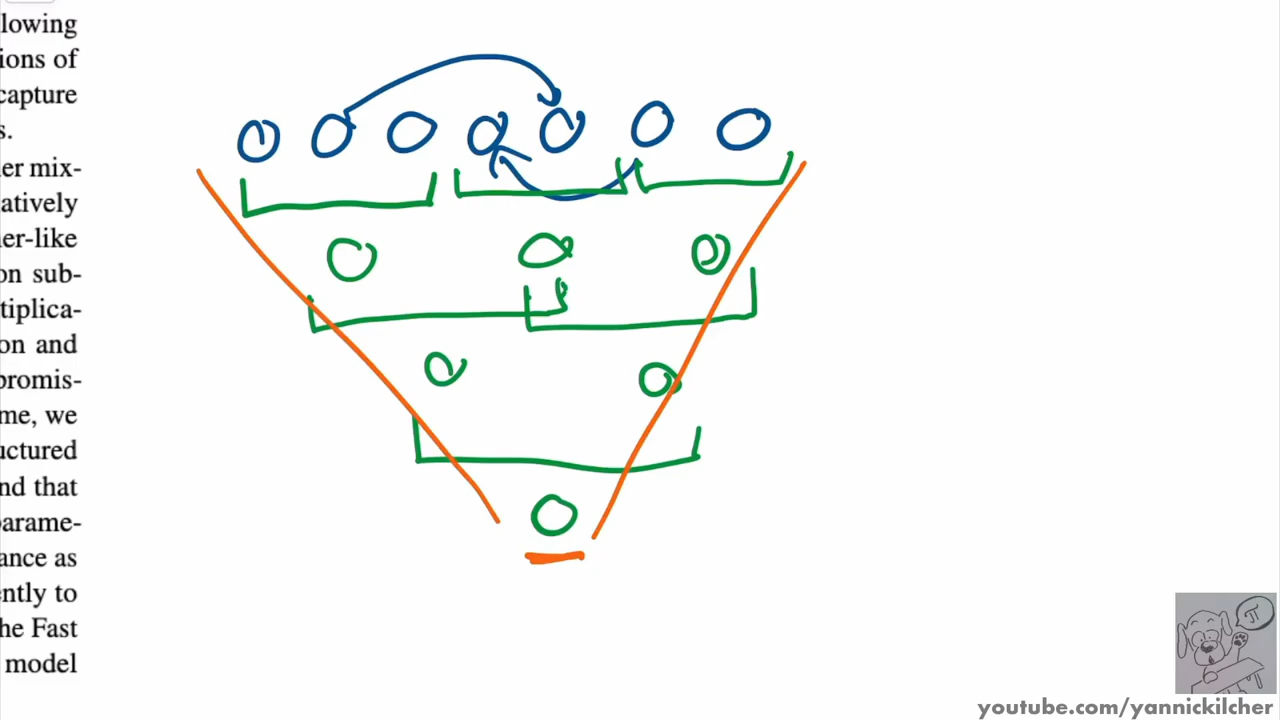 lowing
ions of
capture
s.
er mix-
atively
ner-like
on sub-
tiplica-
on and
promis-
me, we
uctured
nd that
parame-
ance as
ently to
he Fast
model
π
youtube.com/yannickilcher